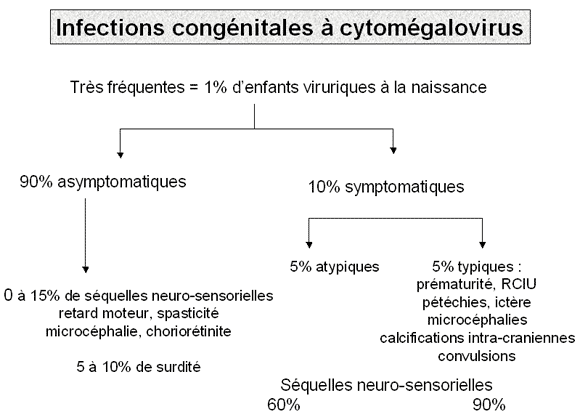 Infections congénitales à cytomégalovirus
Très fréquentes = 1% d'enfants viruriques à la naissance
90% asymptomatiques
10% symptomatiques
0 à 15% de séquelles neuro-sensorielles
retard moteur, spasticité
microcéphalie, choriorétinite
5 à 10% de surdité
5% atypiques
5% typiques :
prématurité, RCIU
pétéchies, ictère
microcéphalies
calcifications intra-craniennes
convulsions
Séquelles neuro-sensorielles
60% 90%